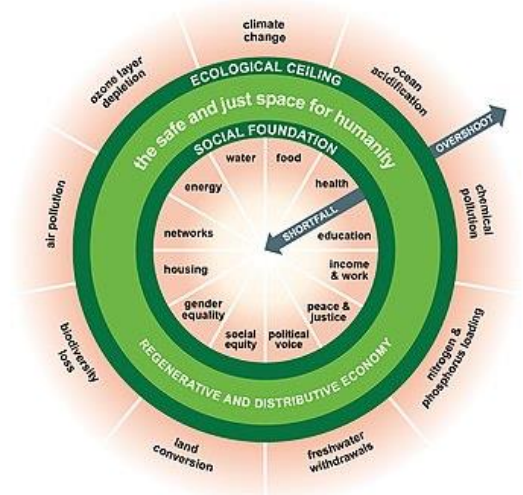 climate
change
ocean
acidification
chemical
pollution
nitrogen &
phosphorus loading
freshwater
withdrawals
land
conversion
biodiversity
loss
air pollution
ozone layer
depletion
ECOLOGICAL CEILING
the safe and just space for humanity
SOCIAL FOUNDATION
OVERSHOOT
SHORTFALL
water
food
health
education
income
& work
peace &
justice
political
voice
social
equity
gender
equality
housing
networks
energy
REGENERATIVE AND DISTRIBUTIVE ECONOMY